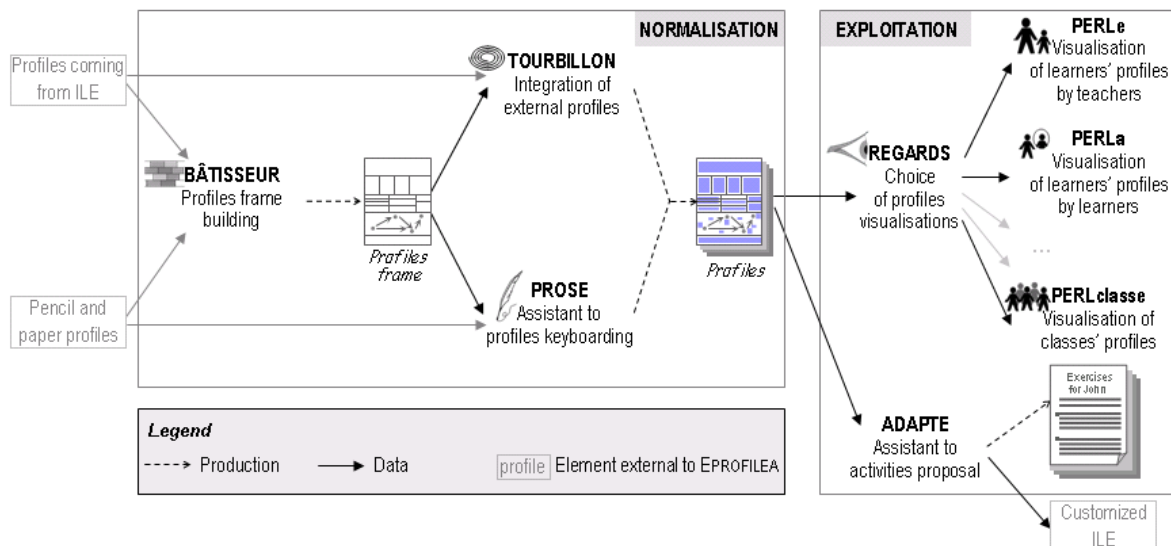 NORMALISATION
Profiles coming
from ILE
Pencil and
paper profiles
BÂTISSEUR
Profiles frame
building
Profiles
frame
TOURBILLON
Integration of
external profiles
PROSE
Assistant to
profiles keyboarding
Profiles
EXPLOITATION
REGARDS
Choice
of profiles
visualisations
PERLe
Visualisation
of learners' profiles
by teachers
PERLa
Visualisation
of learners' profiles
by learners
...
PERLclasse
Visualisation of
classes' profiles
ADAPTE
Assistant to
activities proposal
Exercises
for John
Customized
ILE
Legend
Production
Data
profile Element external to EPROFILEA